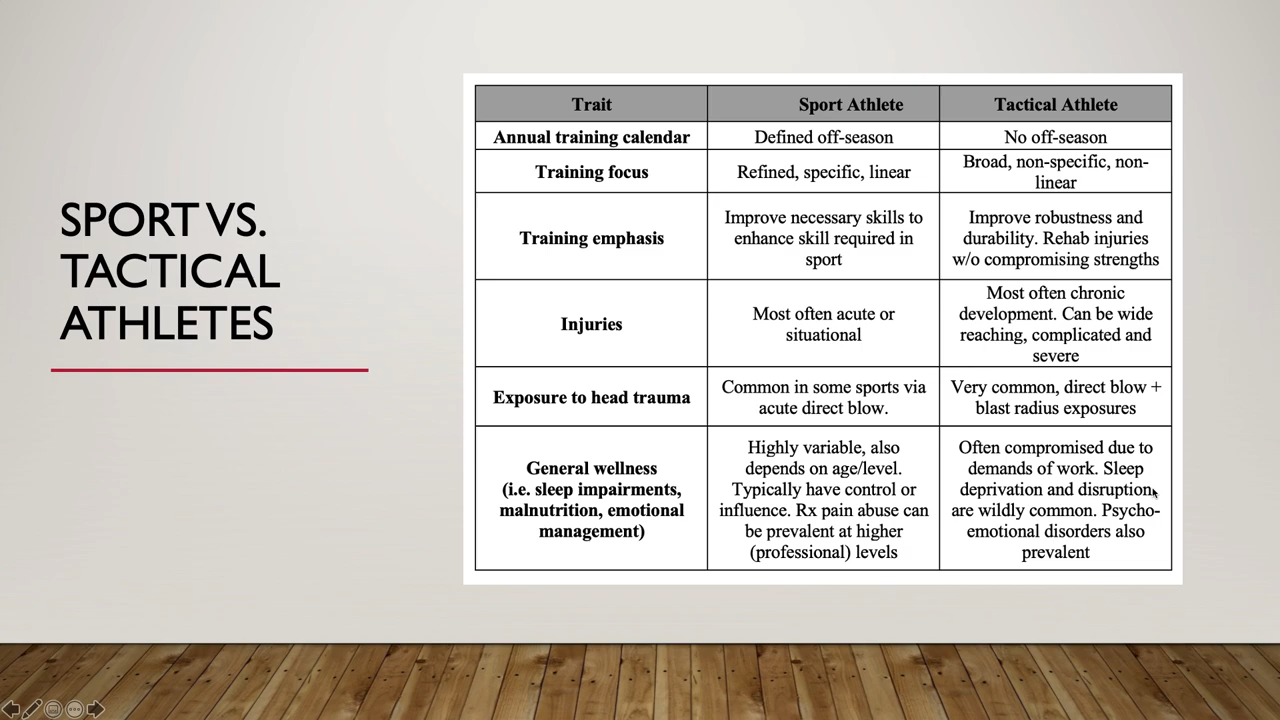 SPORT VS.
TACTICAL
ATHLETES
Trait
Sport Athlete
Tactical Athlete
Annual training calendar
Defined off-season
No off-season
Training focus
Refined, specific, linear
Broad, non-specific, non-
linear
Training emphasis
Improve necessary skills to
enhance skill required in
sport
Improve robustness and
durability. Rehab injuries
w/o compromising strengths
Injuries
Most often acute or
situational
Most often chronic
development. Can be wide
reaching, complicated and
severe
Exposure to head trauma
Common in some sports via
acute direct blow.
Very common, direct blow +
blast radius exposures
General wellness
(i.e. sleep impairments,
malnutrition, emotional
management)
Highly variable, also
depends on age/level.
Typically have control or
influence. Rx pain abuse can
be prevalent at higher
(professional) levels
Often compromised due to
demands of work. Sleep
deprivation and disruption
are wildly common. Psycho-
emotional disorders also
prevalent